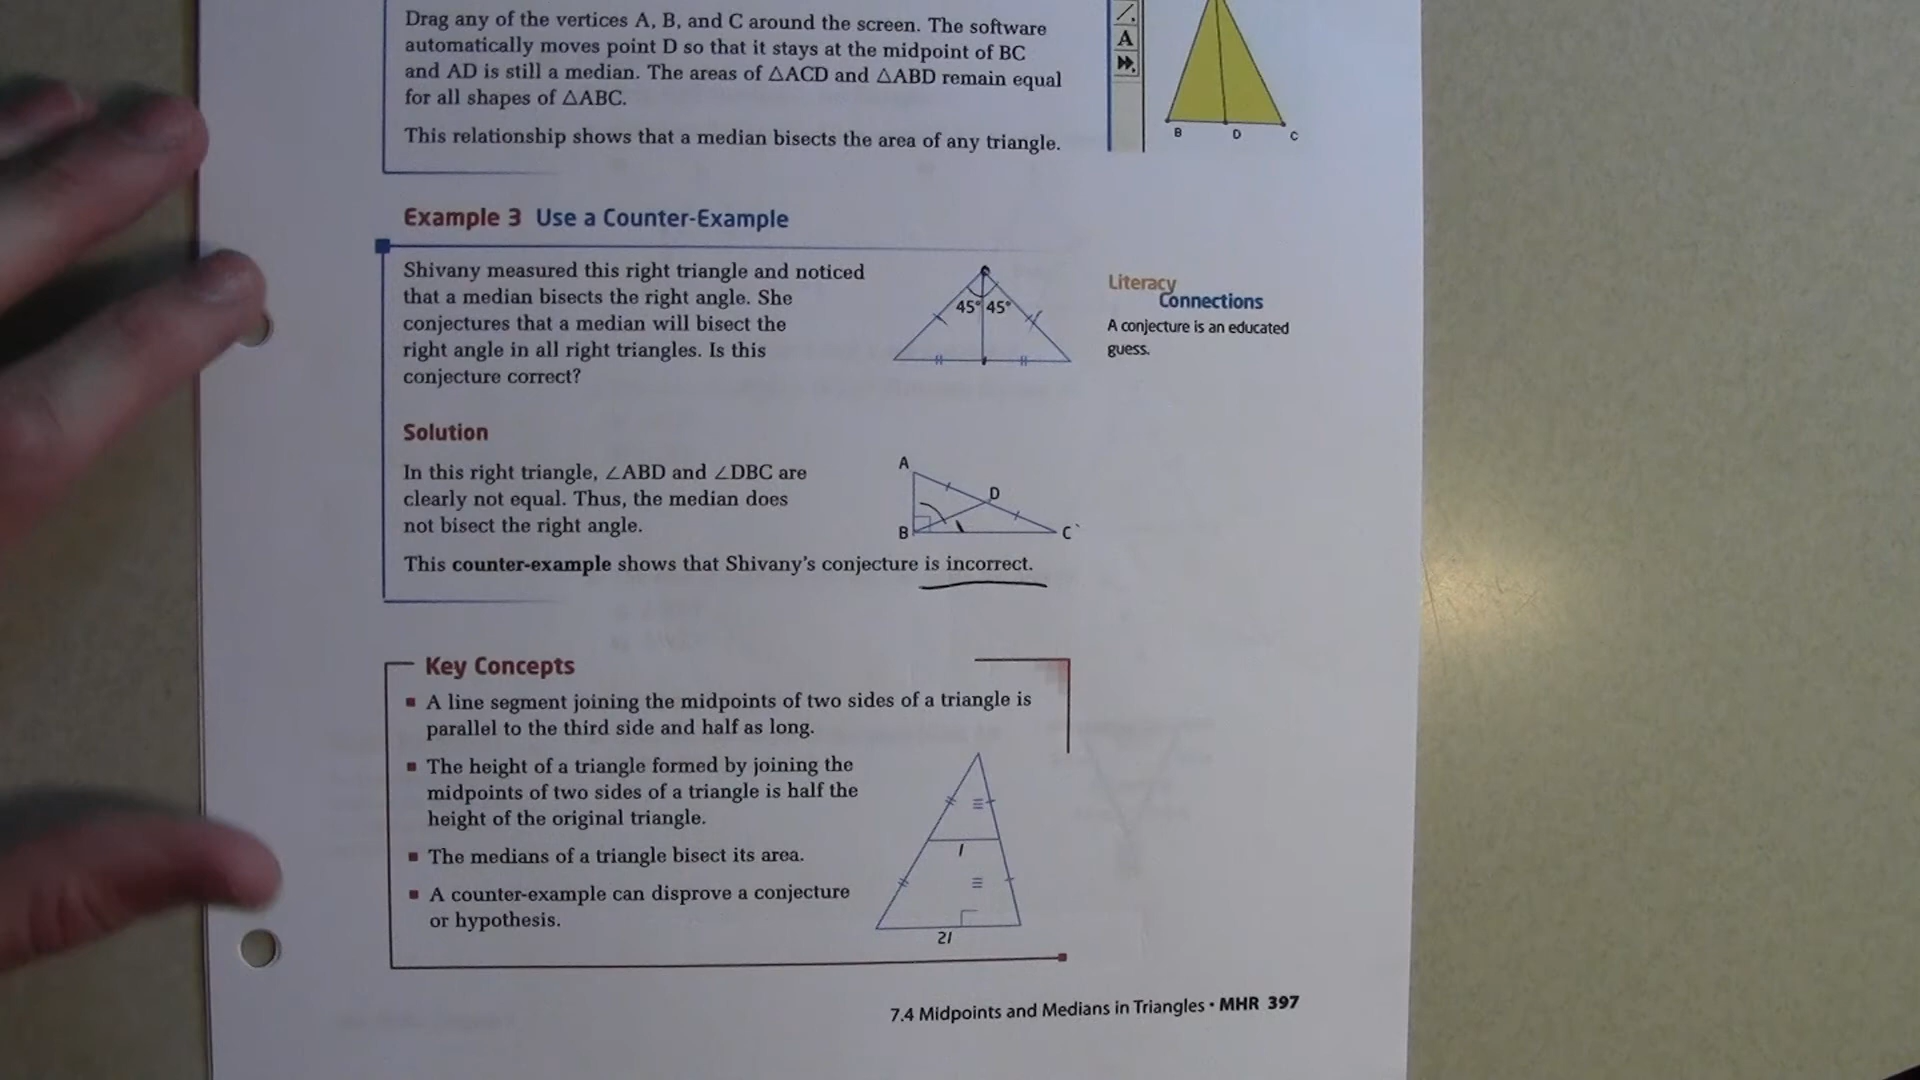 Drag any of the vertices A, B, and C around the screen. The software
automatically moves point D so that it stays at the midpoint of BC
and AD is still a median. The areas of △ACD and △ABD remain equal
for all shapes of △ABC.
This relationship shows that a median bisects the area of any triangle.
A
B
D
C
Example 3 Use a Counter-Example
Shivany measured this right triangle and noticed
that a median bisects the right angle. She
conjectures that a median will bisect the
right angle in all right triangles. Is this
conjecture correct?
45° 45°
Literacy
Connections
A conjecture is an educated
guess.
Solution
In this right triangle, ∠ABD and ∠DBC are
clearly not equal. Thus, the median does
not bisect the right angle.
A
D
B
C
This counter-example shows that Shivany's conjecture is incorrect.
Key Concepts
▪ A line segment joining the midpoints of two sides of a triangle is
parallel to the third side and half as long.
▪ The height of a triangle formed by joining the
midpoints of two sides of a triangle is half the
height of the original triangle.
▪ The medians of a triangle bisect its area.
▪ A counter-example can disprove a conjecture
or hypothesis.
l
2l
7.4 Midpoints and Medians in Triangles • MHR 397